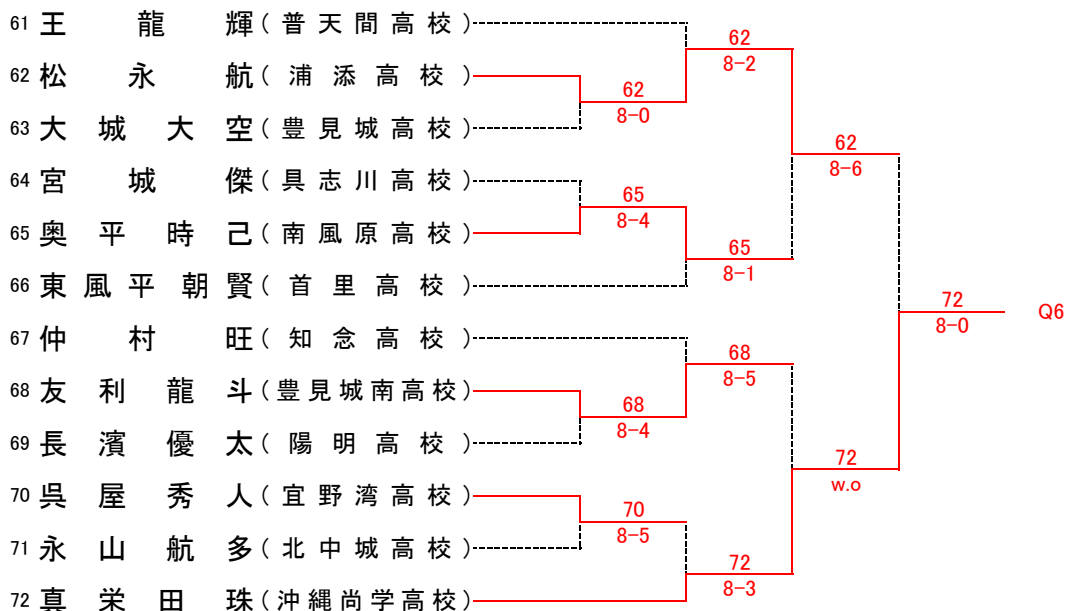 61 王龍輝(普天間高校)
62
8-2
62 松永航(浦添高校)
62
8-0
63 大城大空(豊見城高校)
62
8-6
64 宮城傑(具志川高校)
65
8-4
65 奥平時己(南風原高校)
65
8-1
66 東風平朝賢(首里高校)
72
8-0
Q6
67 仲村旺(知念高校)
68
8-5
68 友利龍斗(豊見城南高校)
68
8-4
69 長濱優太(陽明高校)
72
w.o
70 呉屋秀人(宜野湾高校)
70
8-5
71 永山航多(北中城高校)
72
8-3
72 真栄田珠(沖縄尚学高校)